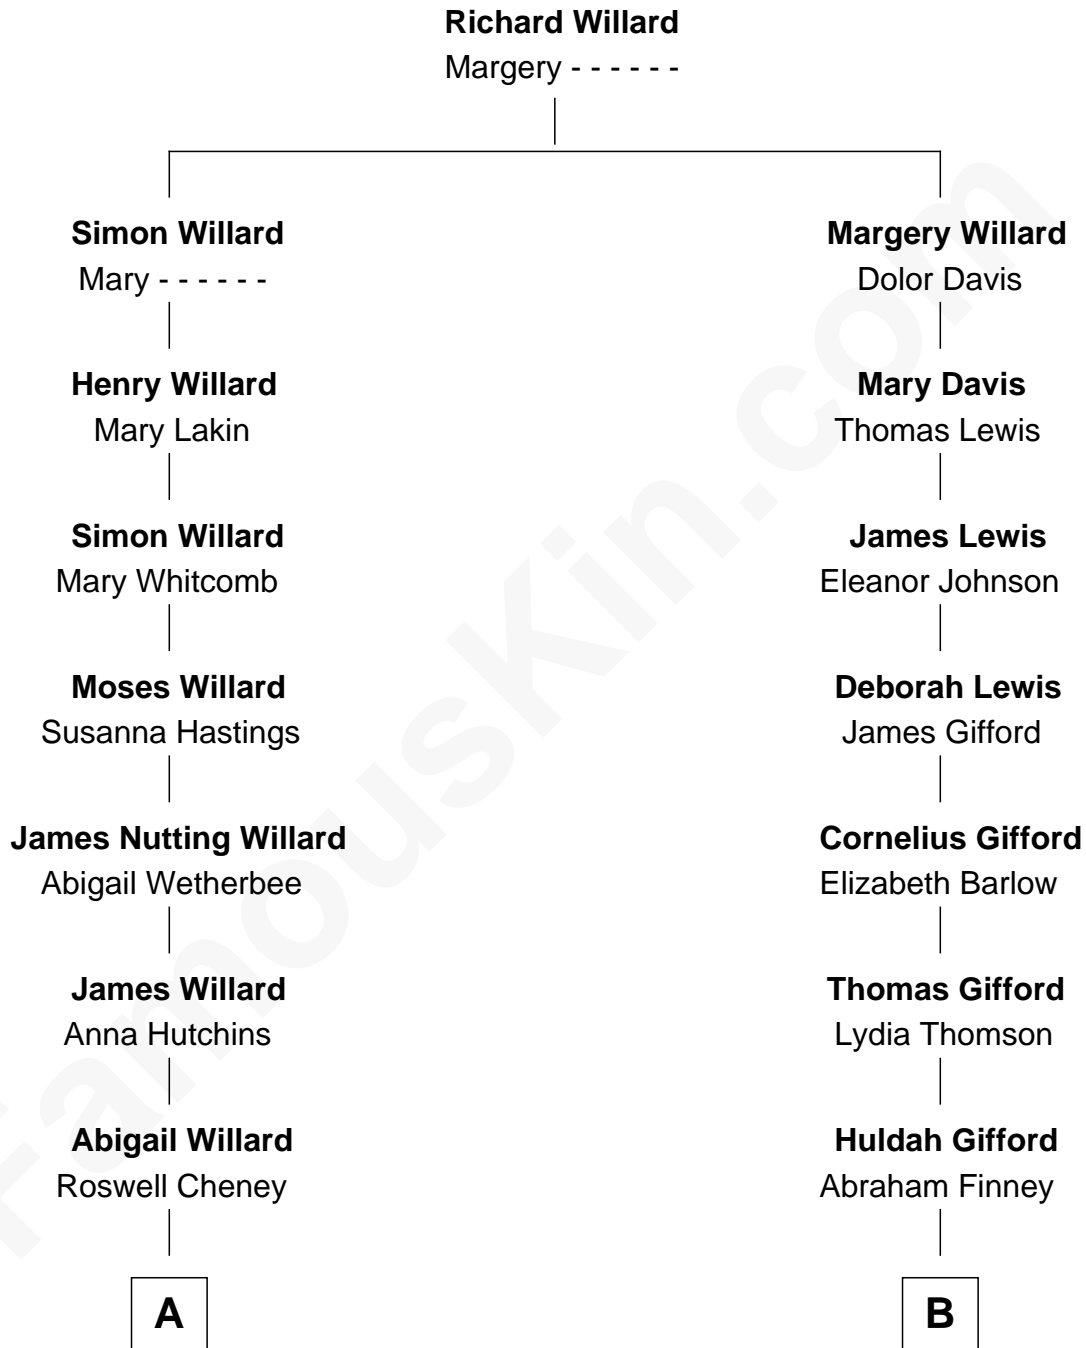 Richard Willard
Margery - - - - - -
Simon Willard
Mary - - - - - -
Margery Willard
Dolor Davis
Henry Willard
Mary Lakin
Mary Davis
Thomas Lewis
Simon Willard
Mary Whitcomb
James Lewis
Eleanor Johnson
Moses Willard
Susanna Hastings
Deborah Lewis
James Gifford
James Nutting Willard
Abigail Wetherbee
Cornelius Gifford
Elizabeth Barlow
James Willard
Anna Hutchins
Thomas Gifford
Lydia Thomson
Abigail Willard
Roswell Cheney
Huldah Gifford
Abraham Finney
A
B
FamousKin.com